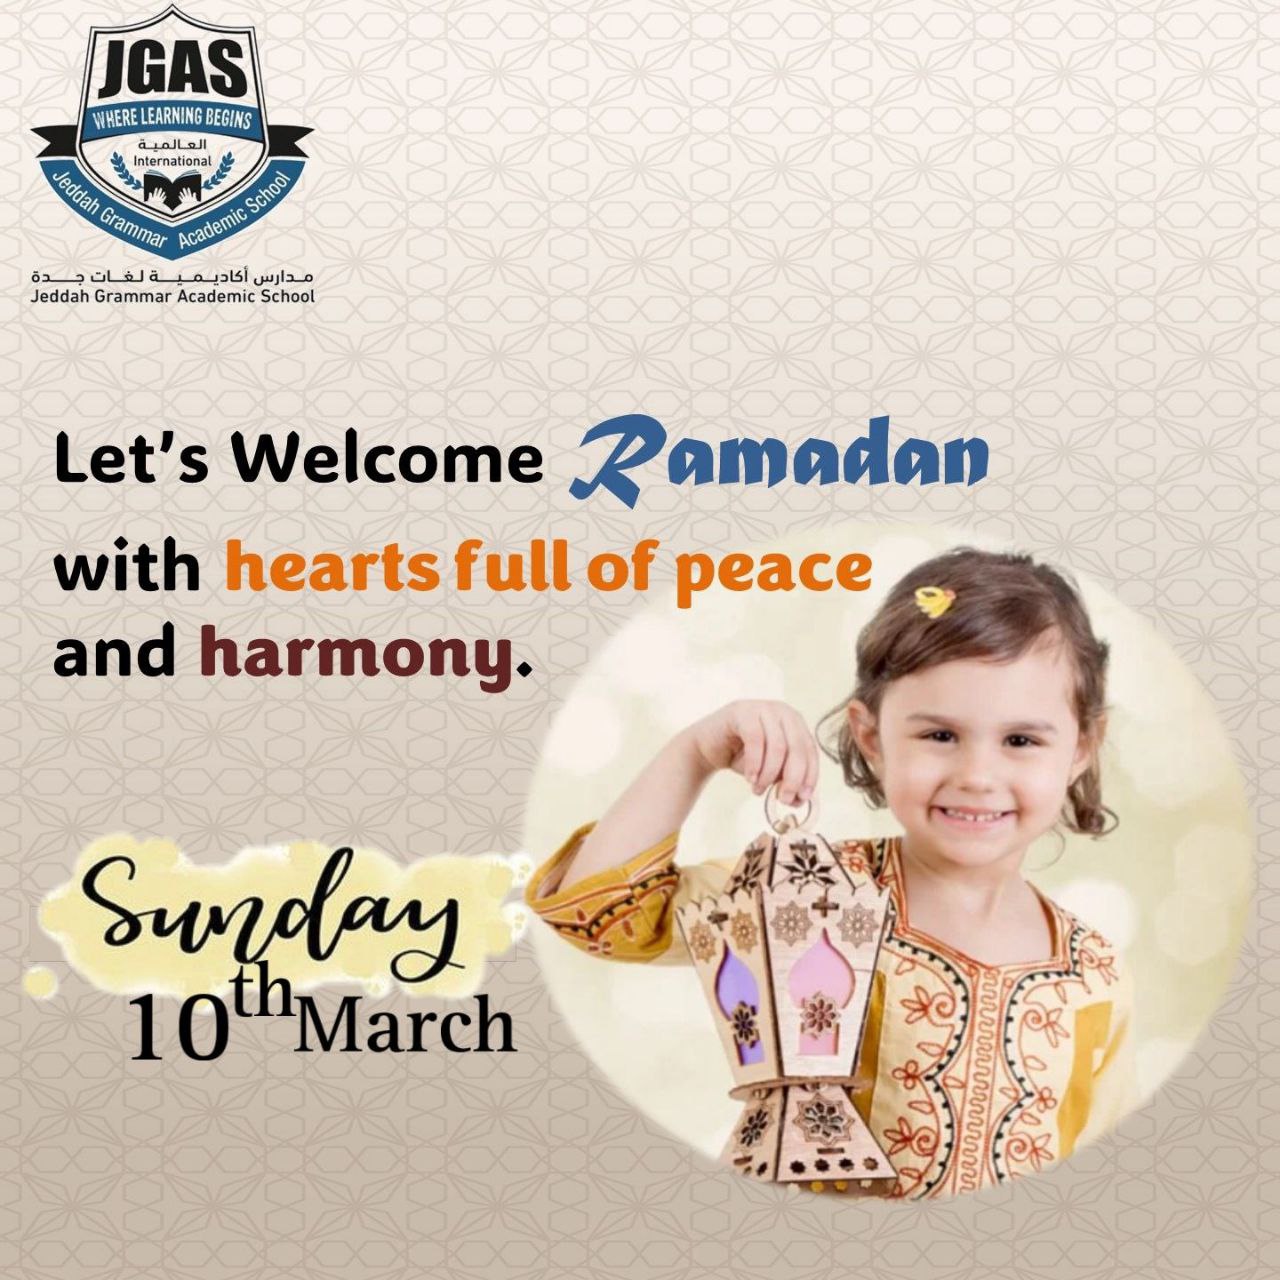 JGAS
WHERE LEARNING BEGINS
العالمية
International
Jeddah Grammar Academic School
مدارس أكاديمية لغات جدة
Jeddah Grammar Academic School
Let's Welcome Ramadan
with hearts full of peace
and harmony.
Sunday
10th March